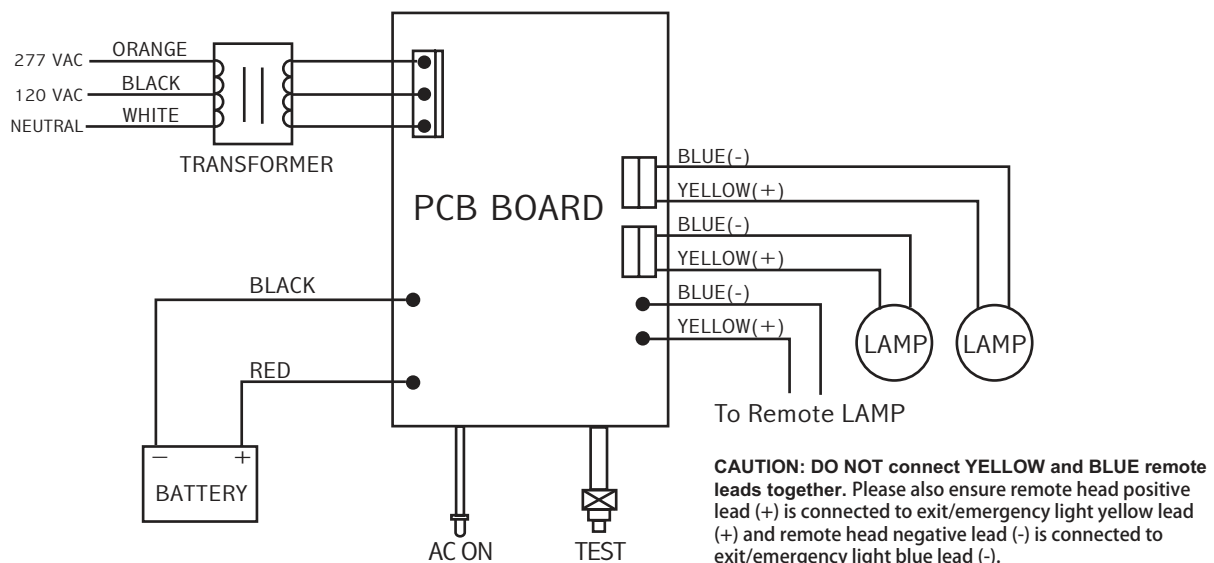 277 VAC
ORANGE
120 VAC
BLACK
NEUTRAL
WHITE
TRANSFORMER
PCB BOARD
BLUE(-)
YELLOW(+)
BLUE(-)
YELLOW(+)
BLUE(-)
YELLOW(+)
LAMP
LAMP
To Remote LAMP
BLACK
RED
− +
BATTERY
AC ON
TEST
CAUTION: DO NOT connect YELLOW and BLUE remote
leads together. Please also ensure remote head positive
lead (+) is connected to exit/emergency light yellow lead
(+) and remote head negative lead (-) is connected to
exit/emergency light blue lead (-).